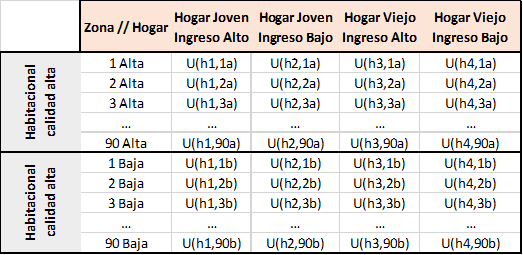 Zona // Hogar Hogar Joven Ingreso Alto Hogar Joven Ingreso Bajo Hogar Viejo Ingreso Alto Hogar Viejo Ingreso Bajo
Habitacional calidad alta
1 Alta U(h1,1a) U(h2,1a) U(h3,1a) U(h4,1a)
2 Alta U(h1,2a) U(h2,2a) U(h3,2a) U(h4,2a)
3 Alta U(h1,3a) U(h2,3a) U(h3,3a) U(h4,3a)
... ... ... ... ...
90 Alta U(h1,90a) U(h2,90a) U(h3,90a) U(h4,90a)
Habitacional calidad alta
1 Baja U(h1,1b) U(h2,1b) U(h3,1b) U(h4,1b)
2 Baja U(h1,2b) U(h2,2b) U(h3,2b) U(h4,2b)
3 Baja U(h1,3b) U(h2,3b) U(h3,3b) U(h4,3b)
... ... ... ... ...
90 Baja U(h1,90b) U(h2,90b) U(h3,90b) U(h4,90b)